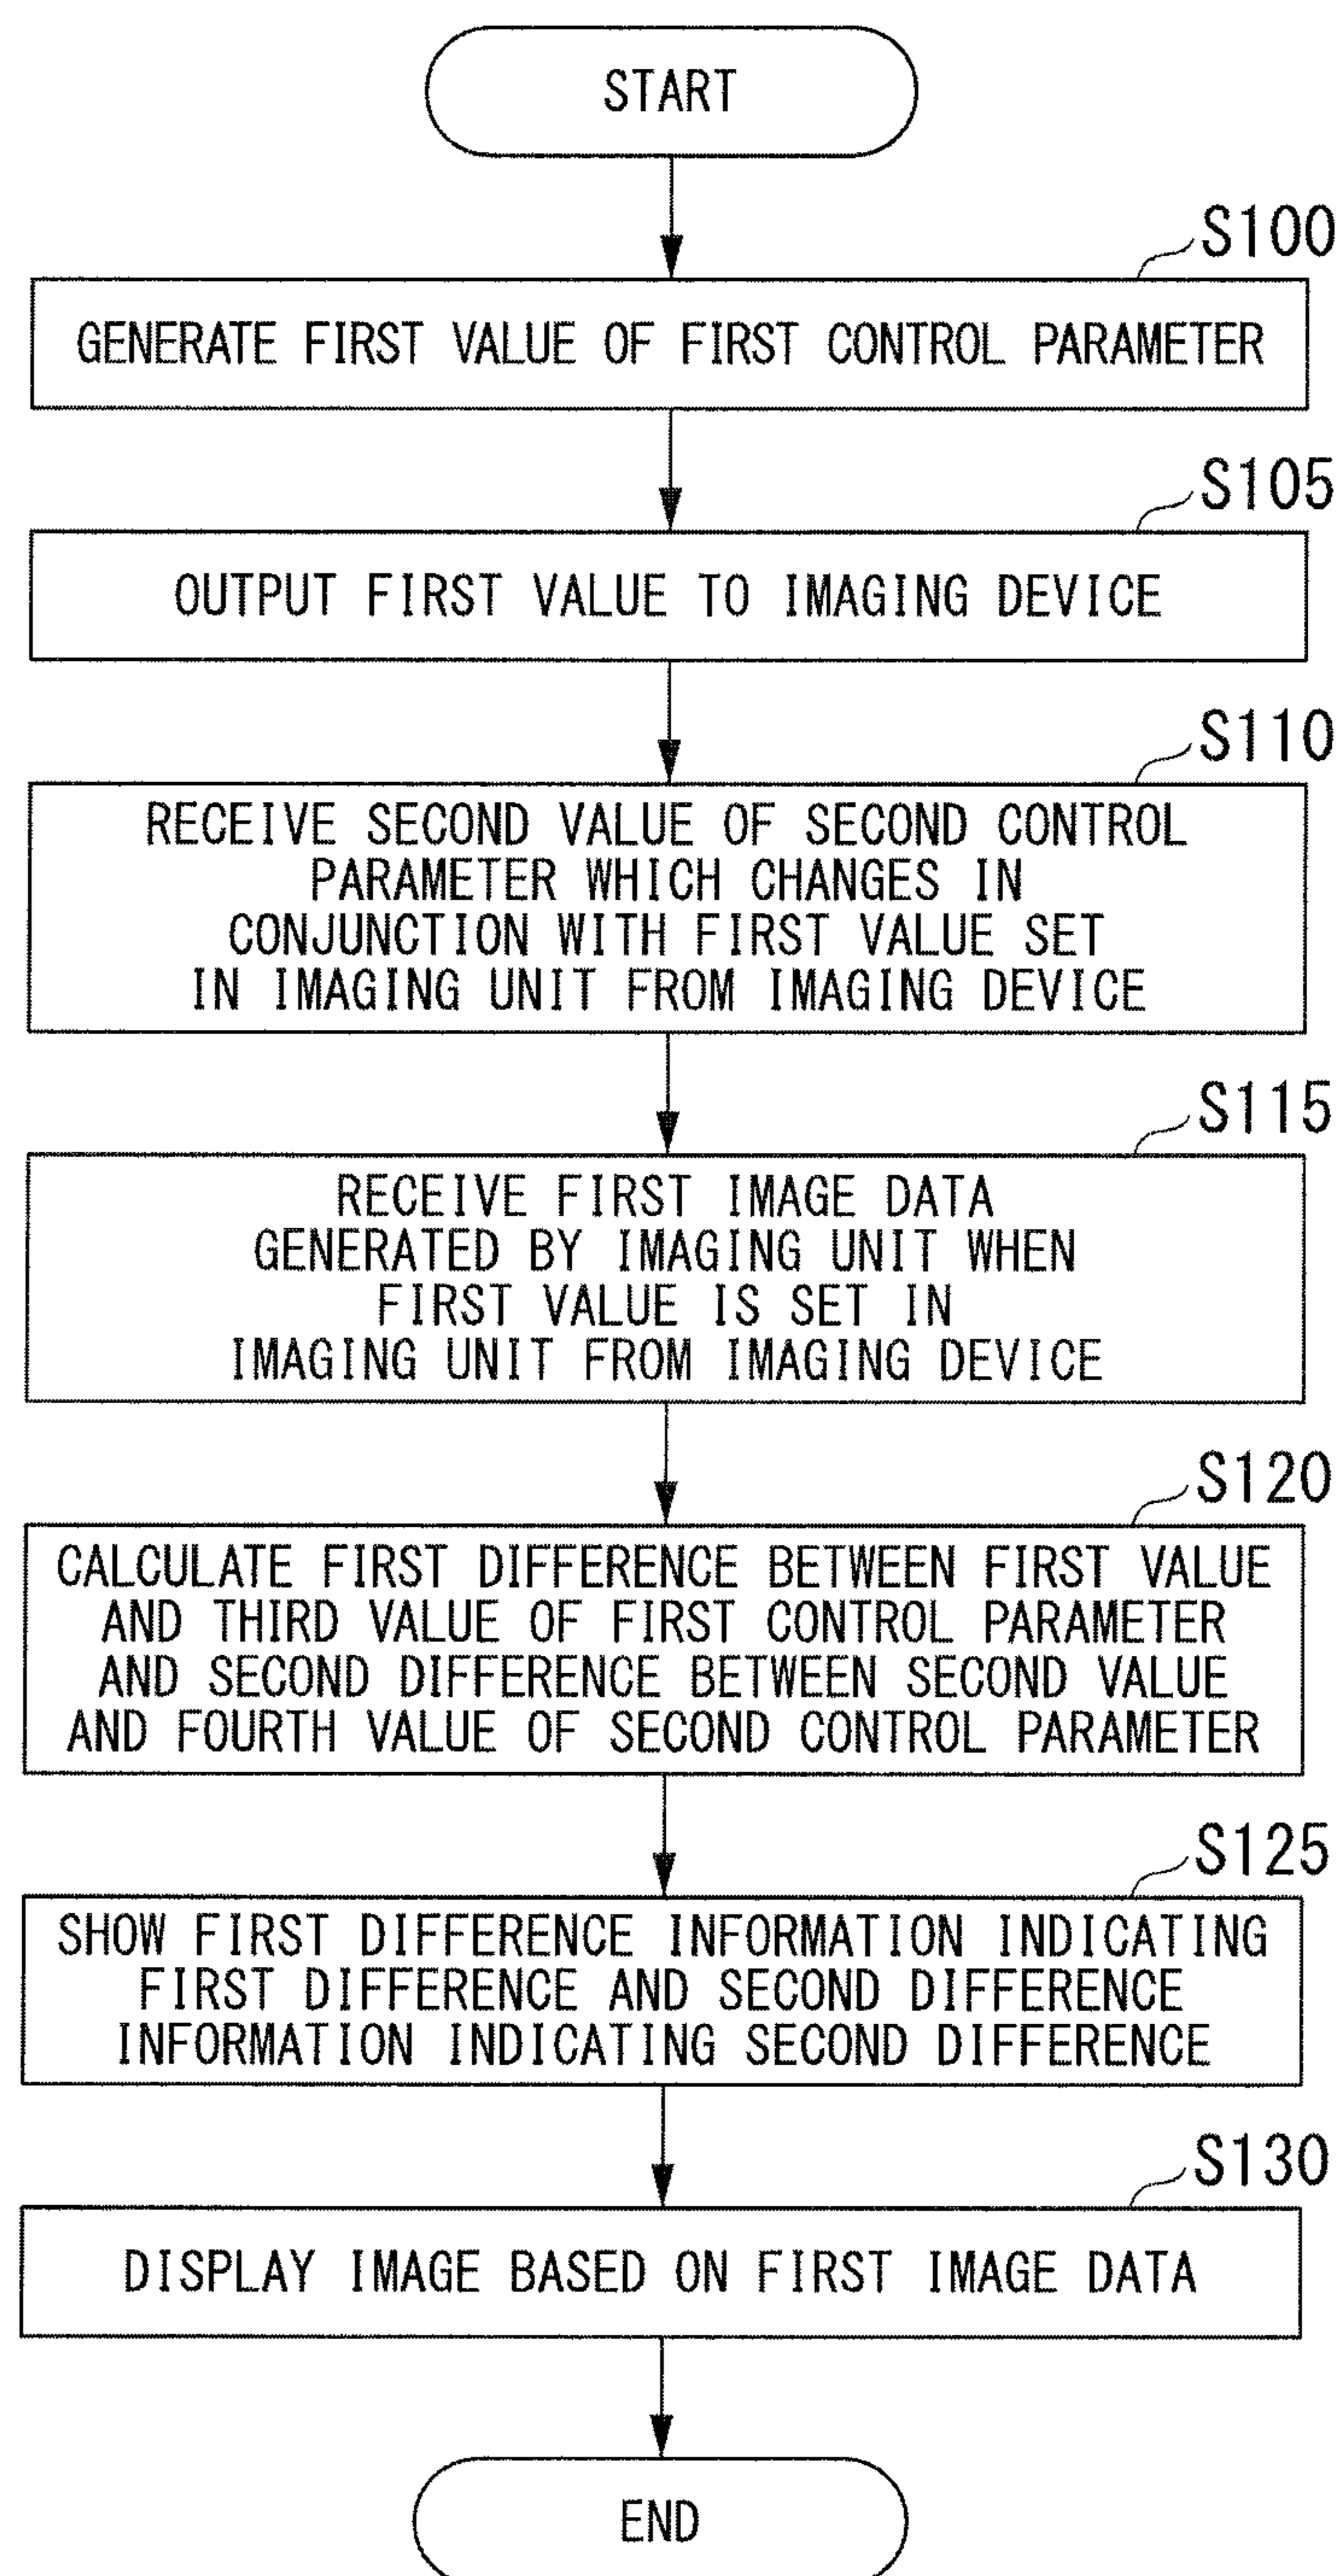 START
S100
GENERATE FIRST VALUE OF FIRST CONTROL PARAMETER
S105
OUTPUT FIRST VALUE TO IMAGING DEVICE
S110
RECEIVE SECOND VALUE OF SECOND CONTROL
PARAMETER WHICH CHANGES IN
CONJUNCTION WITH FIRST VALUE SET
IN IMAGING UNIT FROM IMAGING DEVICE
S115
RECEIVE FIRST IMAGE DATA
GENERATED BY IMAGING UNIT WHEN
FIRST VALUE IS SET IN
IMAGING UNIT FROM IMAGING DEVICE
S120
CALCULATE FIRST DIFFERENCE BETWEEN FIRST VALUE
AND THIRD VALUE OF FIRST CONTROL PARAMETER
AND SECOND DIFFERENCE BETWEEN SECOND VALUE
AND FOURTH VALUE OF SECOND CONTROL PARAMETER
S125
SHOW FIRST DIFFERENCE INFORMATION INDICATING
FIRST DIFFERENCE AND SECOND DIFFERENCE
INFORMATION INDICATING SECOND DIFFERENCE
S130
DISPLAY IMAGE BASED ON FIRST IMAGE DATA
END